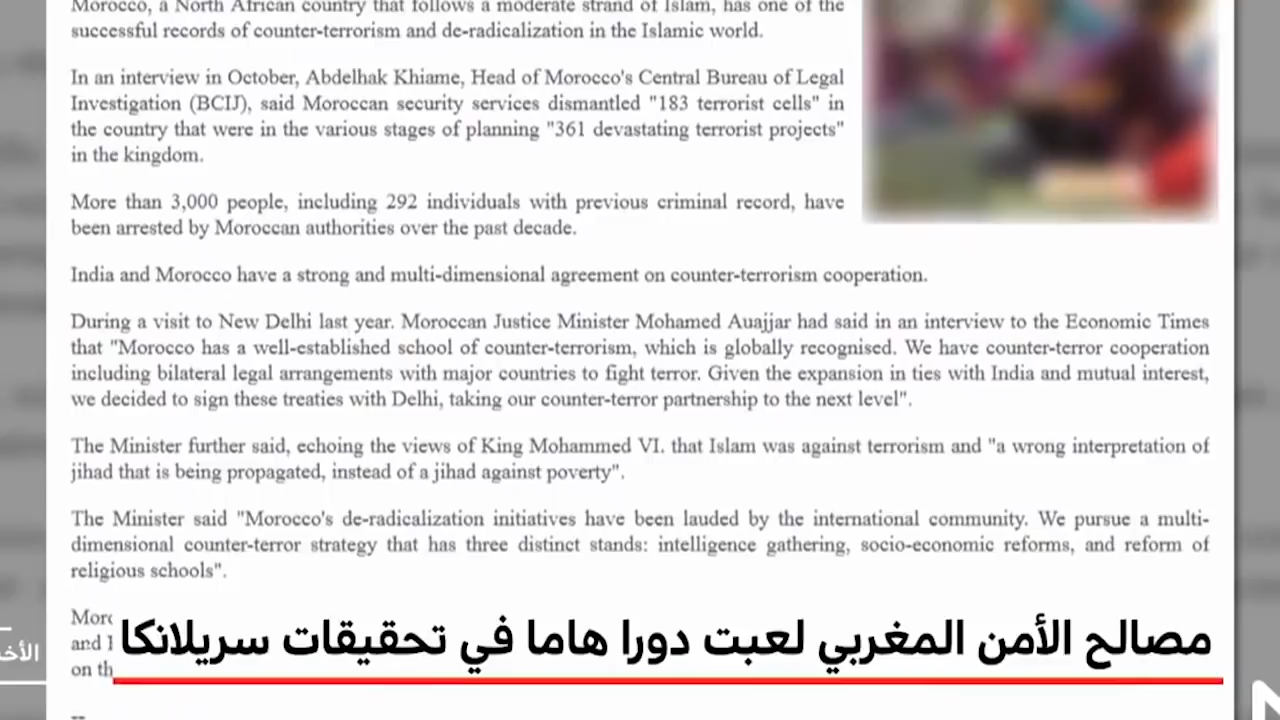 Morocco, a North African country that follows a moderate strand of Islam, has one of the
successful records of counter-terrorism and de-radicalization in the Islamic world.
In an interview in October, Abdelhak Khiame, Head of Morocco's Central Bureau of Legal
Investigation (BCIJ), said Moroccan security services dismantled "183 terrorist cells" in
the country that were in the various stages of planning "361 devastating terrorist projects"
in the kingdom.
More than 3,000 people, including 292 individuals with previous criminal record, have
been arrested by Moroccan authorities over the past decade.
India and Morocco have a strong and multi-dimensional agreement on counter-terrorism cooperation.
During a visit to New Delhi last year. Moroccan Justice Minister Mohamed Auajjar had said in an interview to the Economic Times
that "Morocco has a well-established school of counter-terrorism, which is globally recognised. We have counter-terror cooperation
including bilateral legal arrangements with major countries to fight terror. Given the expansion in ties with India and mutual interest,
we decided to sign these treaties with Delhi, taking our counter-terror partnership to the next level".
The Minister further said, echoing the views of King Mohammed VI. that Islam was against terrorism and "a wrong interpretation of
jihad that is being propagated, instead of a jihad against poverty".
The Minister said "Morocco's de-radicalization initiatives have been lauded by the international community. We pursue a multi-
dimensional counter-terror strategy that has three distinct stands: intelligence gathering, socio-economic reforms, and reform of
religious schools".
and
on
مصالح الأمن المغربي لعبت دورا هاما في تحقيقات سريلانكا